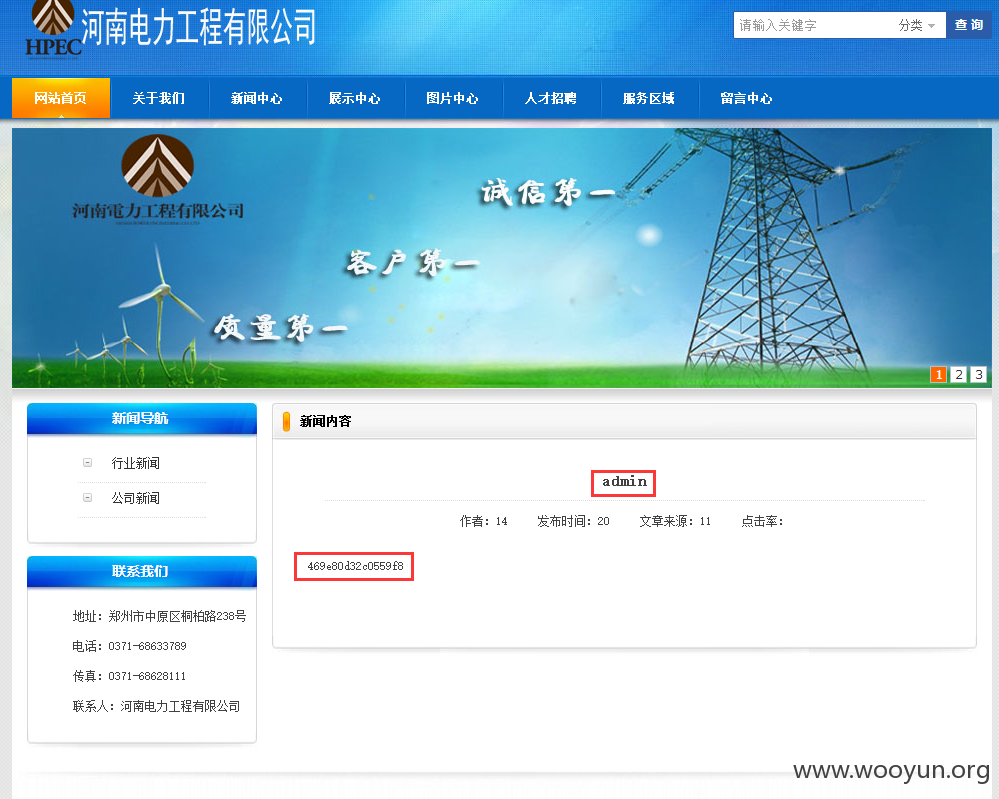 河南电力工程有限公司
HPEC
请输入关键字 分类 查 询
网站首页 关于我们 新闻中心 展示中心 图片中心 人才招聘 服务区域 留言中心
河南電力工程有限公司
诚信第一
客户第一
质量第一
1 2 3
新闻导航
行业新闻
公司新闻
联系我们
地址：郑州市中原区桐柏路238号
电话：0371-68633789
传真：0371-68628111
联系人：河南电力工程有限公司
新闻内容
admin
作者：14 发布时间：20 文章来源：11 点击率：
469e80d32c0559f8
www.wooyun.org